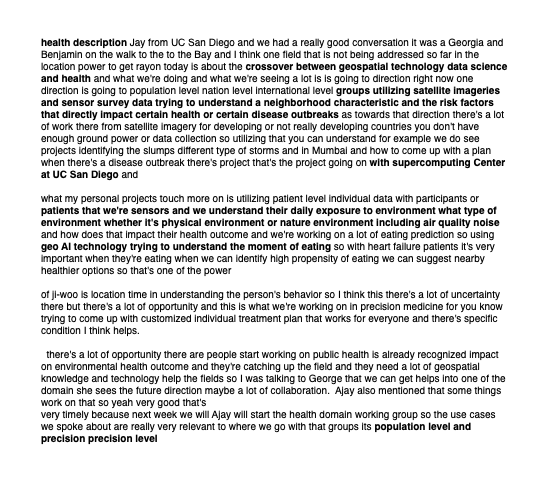 health description Jay from UC San Diego and we had a really good conversation it was a Georgia and
Benjamin on the walk to the to the Bay and I think one field that is not being addressed so far in the
location power to get rayon today is about the crossover between geospatial technology data science
and health and what we're doing and what we're seeing a lot is is going to direction right now one
direction is going to population level nation level international level groups utilizing satellite imageries
and sensor survey data trying to understand a neighborhood characteristic and the risk factors
that directly impact certain health or certain disease outbreaks as towards that direction there's a lot
of work there from satellite imagery for developing or not really developing countries you don't have
enough ground power or data collection so utilizing that you can understand for example we do see
projects identifying the slumps different type of storms and in Mumbai and how to come up with a plan
when there's a disease outbreak there's project that's the project going on with supercomputing Center
at UC San Diego and
what my personal projects touch more on is utilizing patient level individual data with participants or
patients that we're sensors and we understand their daily exposure to environment what type of
environment whether it's physical environment or nature environment including air quality noise
and how does that impact their health outcome and we're working on a lot of eating prediction so using
geo AI technology trying to understand the moment of eating so with heart failure patients it's very
important when they're eating when we can identify high propensity of eating we can suggest nearby
healthier options so that's one of the power
of ji-woo is location time in understanding the person's behavior so I think this there's a lot of uncertainty
there but there's a lot of opportunity and this is what we're working on in precision medicine for you know
trying to come up with customized individual treatment plan that works for everyone and there's specific
condition I think helps.
there's a lot of opportunity there are people start working on public health is already recognized impact
on environmental health outcome and they're catching up the field and they need a lot of geospatial
knowledge and technology help the fields so I was talking to George that we can get helps into one of the
domain she sees the future direction maybe a lot of collaboration.  Ajay also mentioned that some things
work on that so yeah very good that's
very timely because next week we will Ajay will start the health domain working group so the use cases
we spoke about are really very relevant to where we go with that groups its population level and
precision precision level